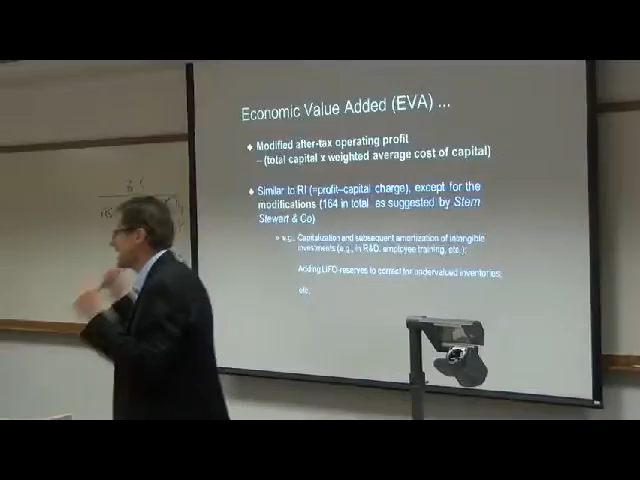 Economic Value Added (EVA) ...
Modified after-tax operating profit
– (total capital x weighted average cost of capital)
Similar to RI (=profit–capital charge), except for the
modifications (164 in total as suggested by Stern
Stewart & Co)
e.g., Capitalization and subsequent amortization of intangible
investments (e.g., in R&D, employee training, etc.);
Adding LIFO-reserves to correct for undervalued inventories;
etc.